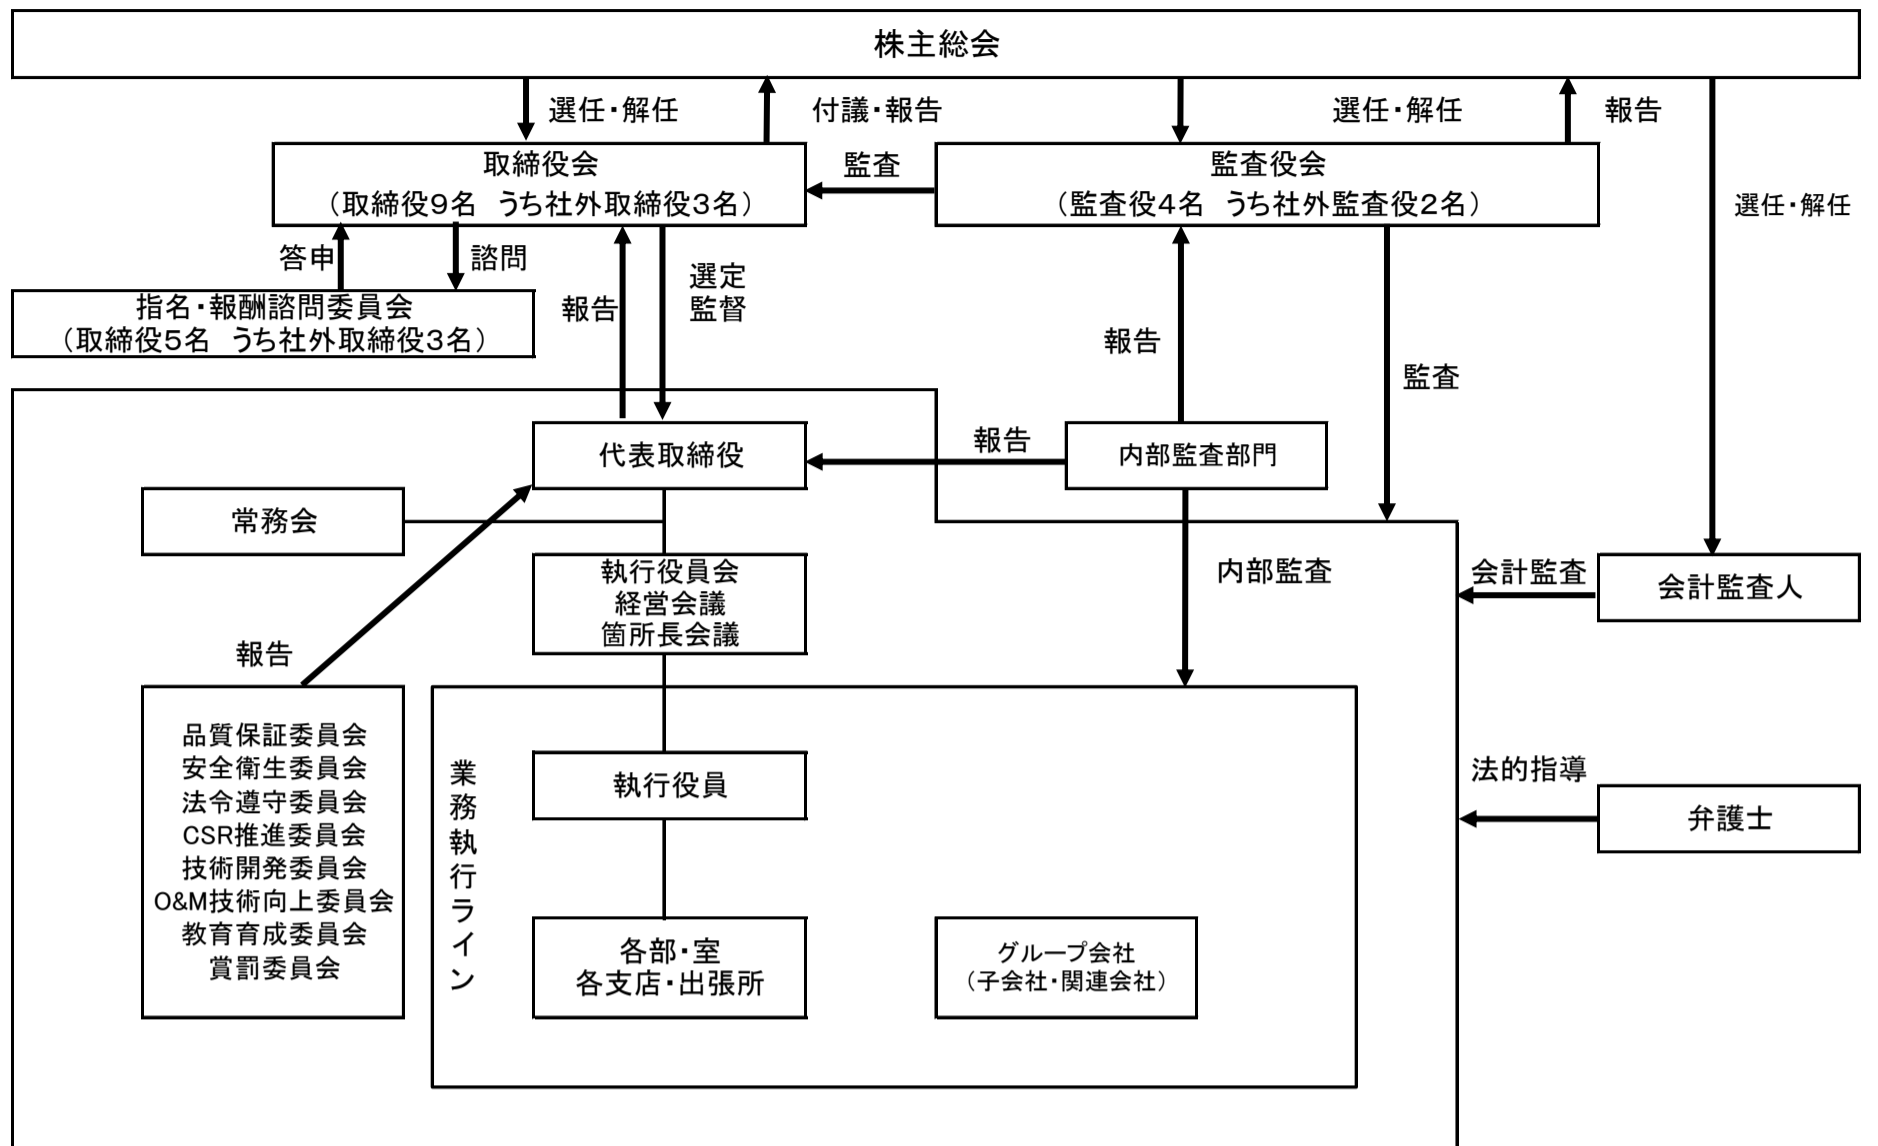 株主総会
選任・解任
付議・報告
選任・解任
報告
取締役会
（取締役9名　うち社外取締役3名）
監査
監査役会
（監査役4名　うち社外監査役2名）
選任・解任
答申
諮問
選定
監督
指名・報酬諮問委員会
（取締役5名　うち社外取締役3名）
報告
報告
監査
代表取締役
報告
内部監査部門
常務会
執行役員会
経営会議
箇所長会議
内部監査
会計監査
会計監査人
報告
品質保証委員会
安全衛生委員会
法令遵守委員会
CSR推進委員会
技術開発委員会
O&M技術向上委員会
教育育成委員会
賞罰委員会
業務執行ライン
執行役員
法的指導
弁護士
各部・室
各支店・出張所
グループ会社
（子会社・関連会社）